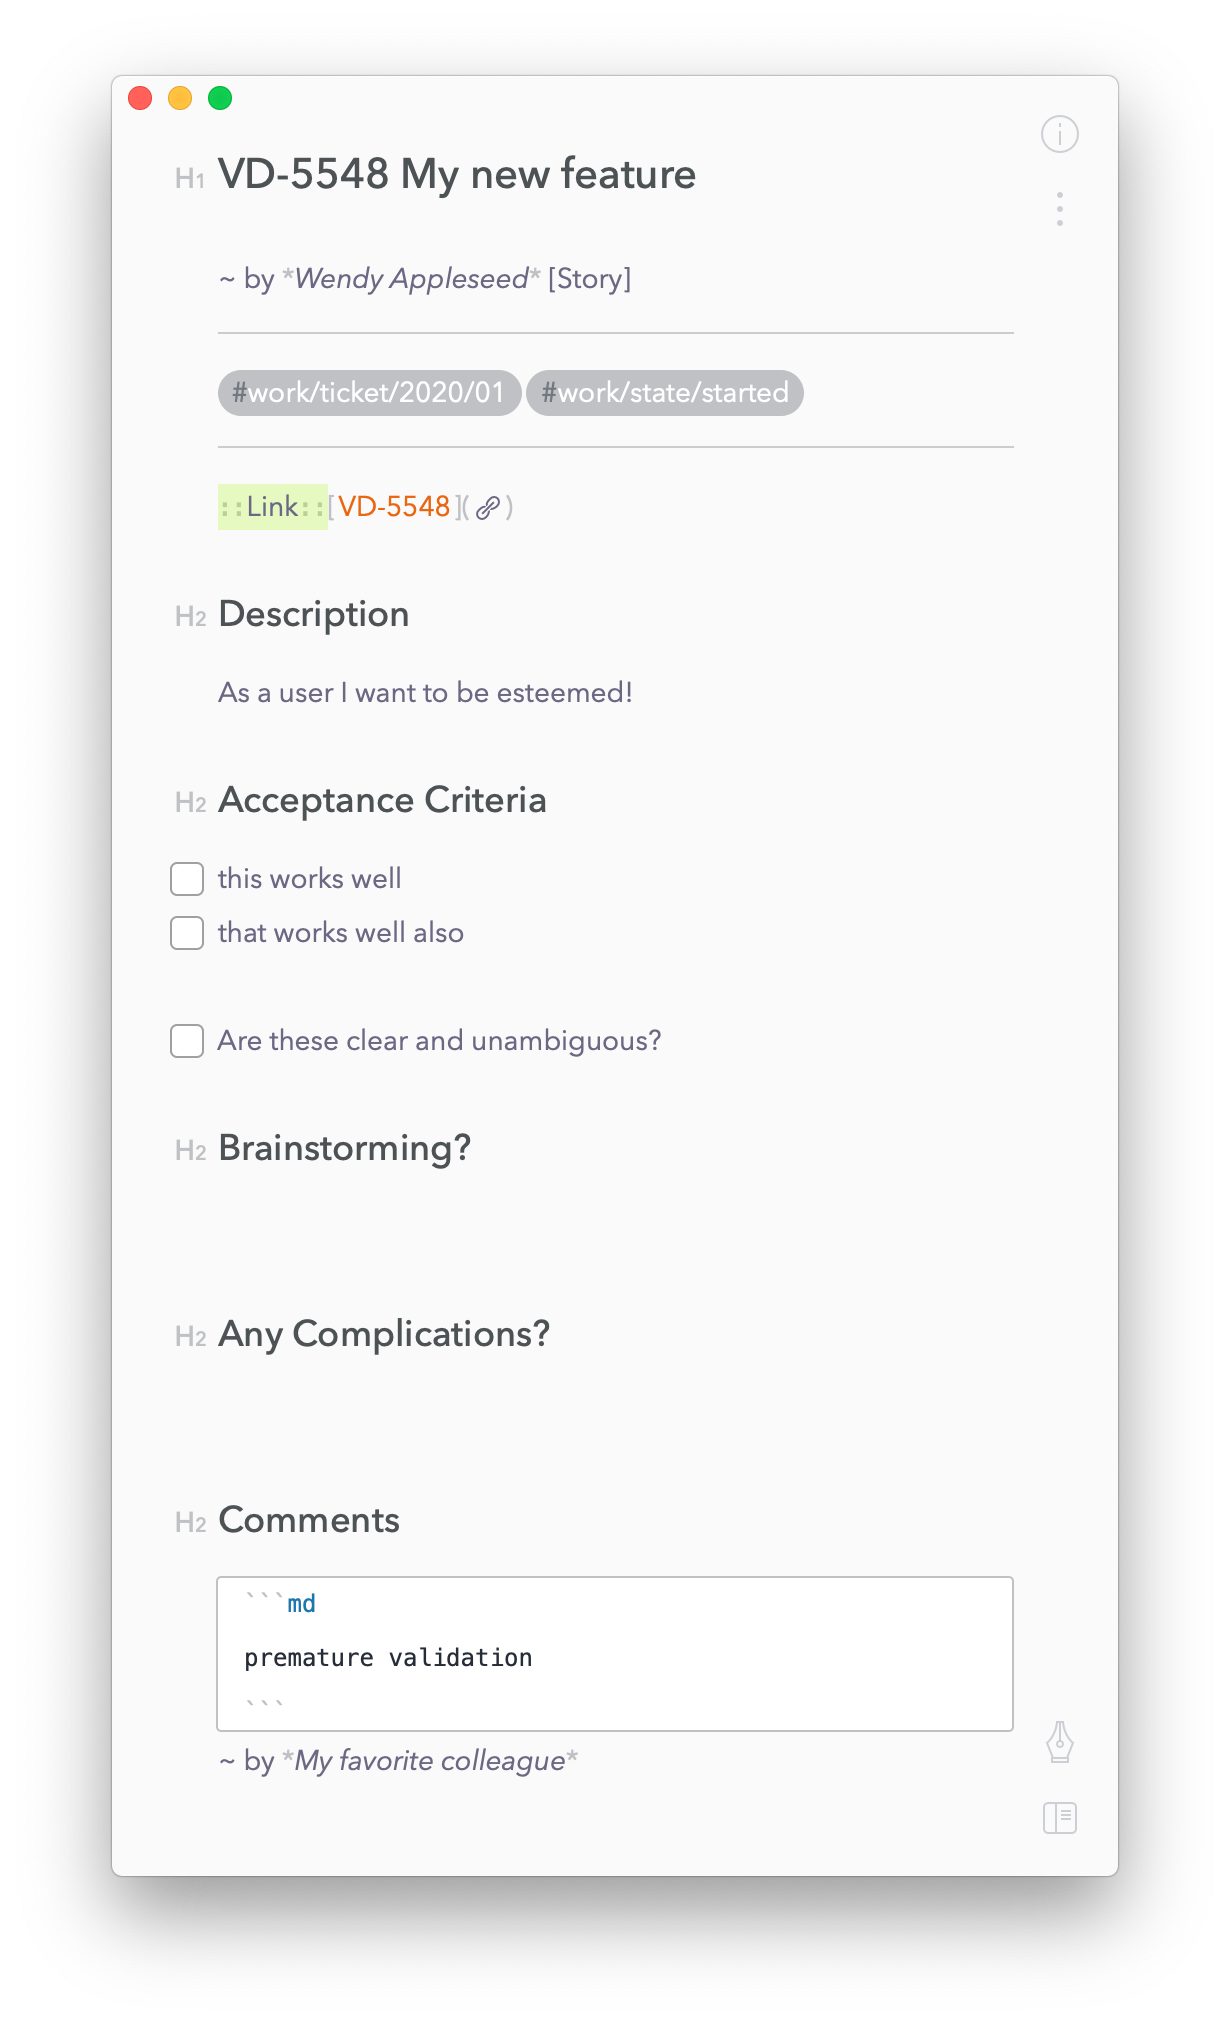 H1 VD-5548 My new feature
~ by *Wendy Appleseed* [Story]
#work/ticket/2020/01 #work/state/started
::Link::[VD-5548]()
H2 Description
As a user I want to be esteemed!
H2 Acceptance Criteria
this works well
that works well also
Are these clear and unambiguous?
H2 Brainstorming?
H2 Any Complications?
H2 Comments
```md
premature validation
```
~ by *My favorite colleague*